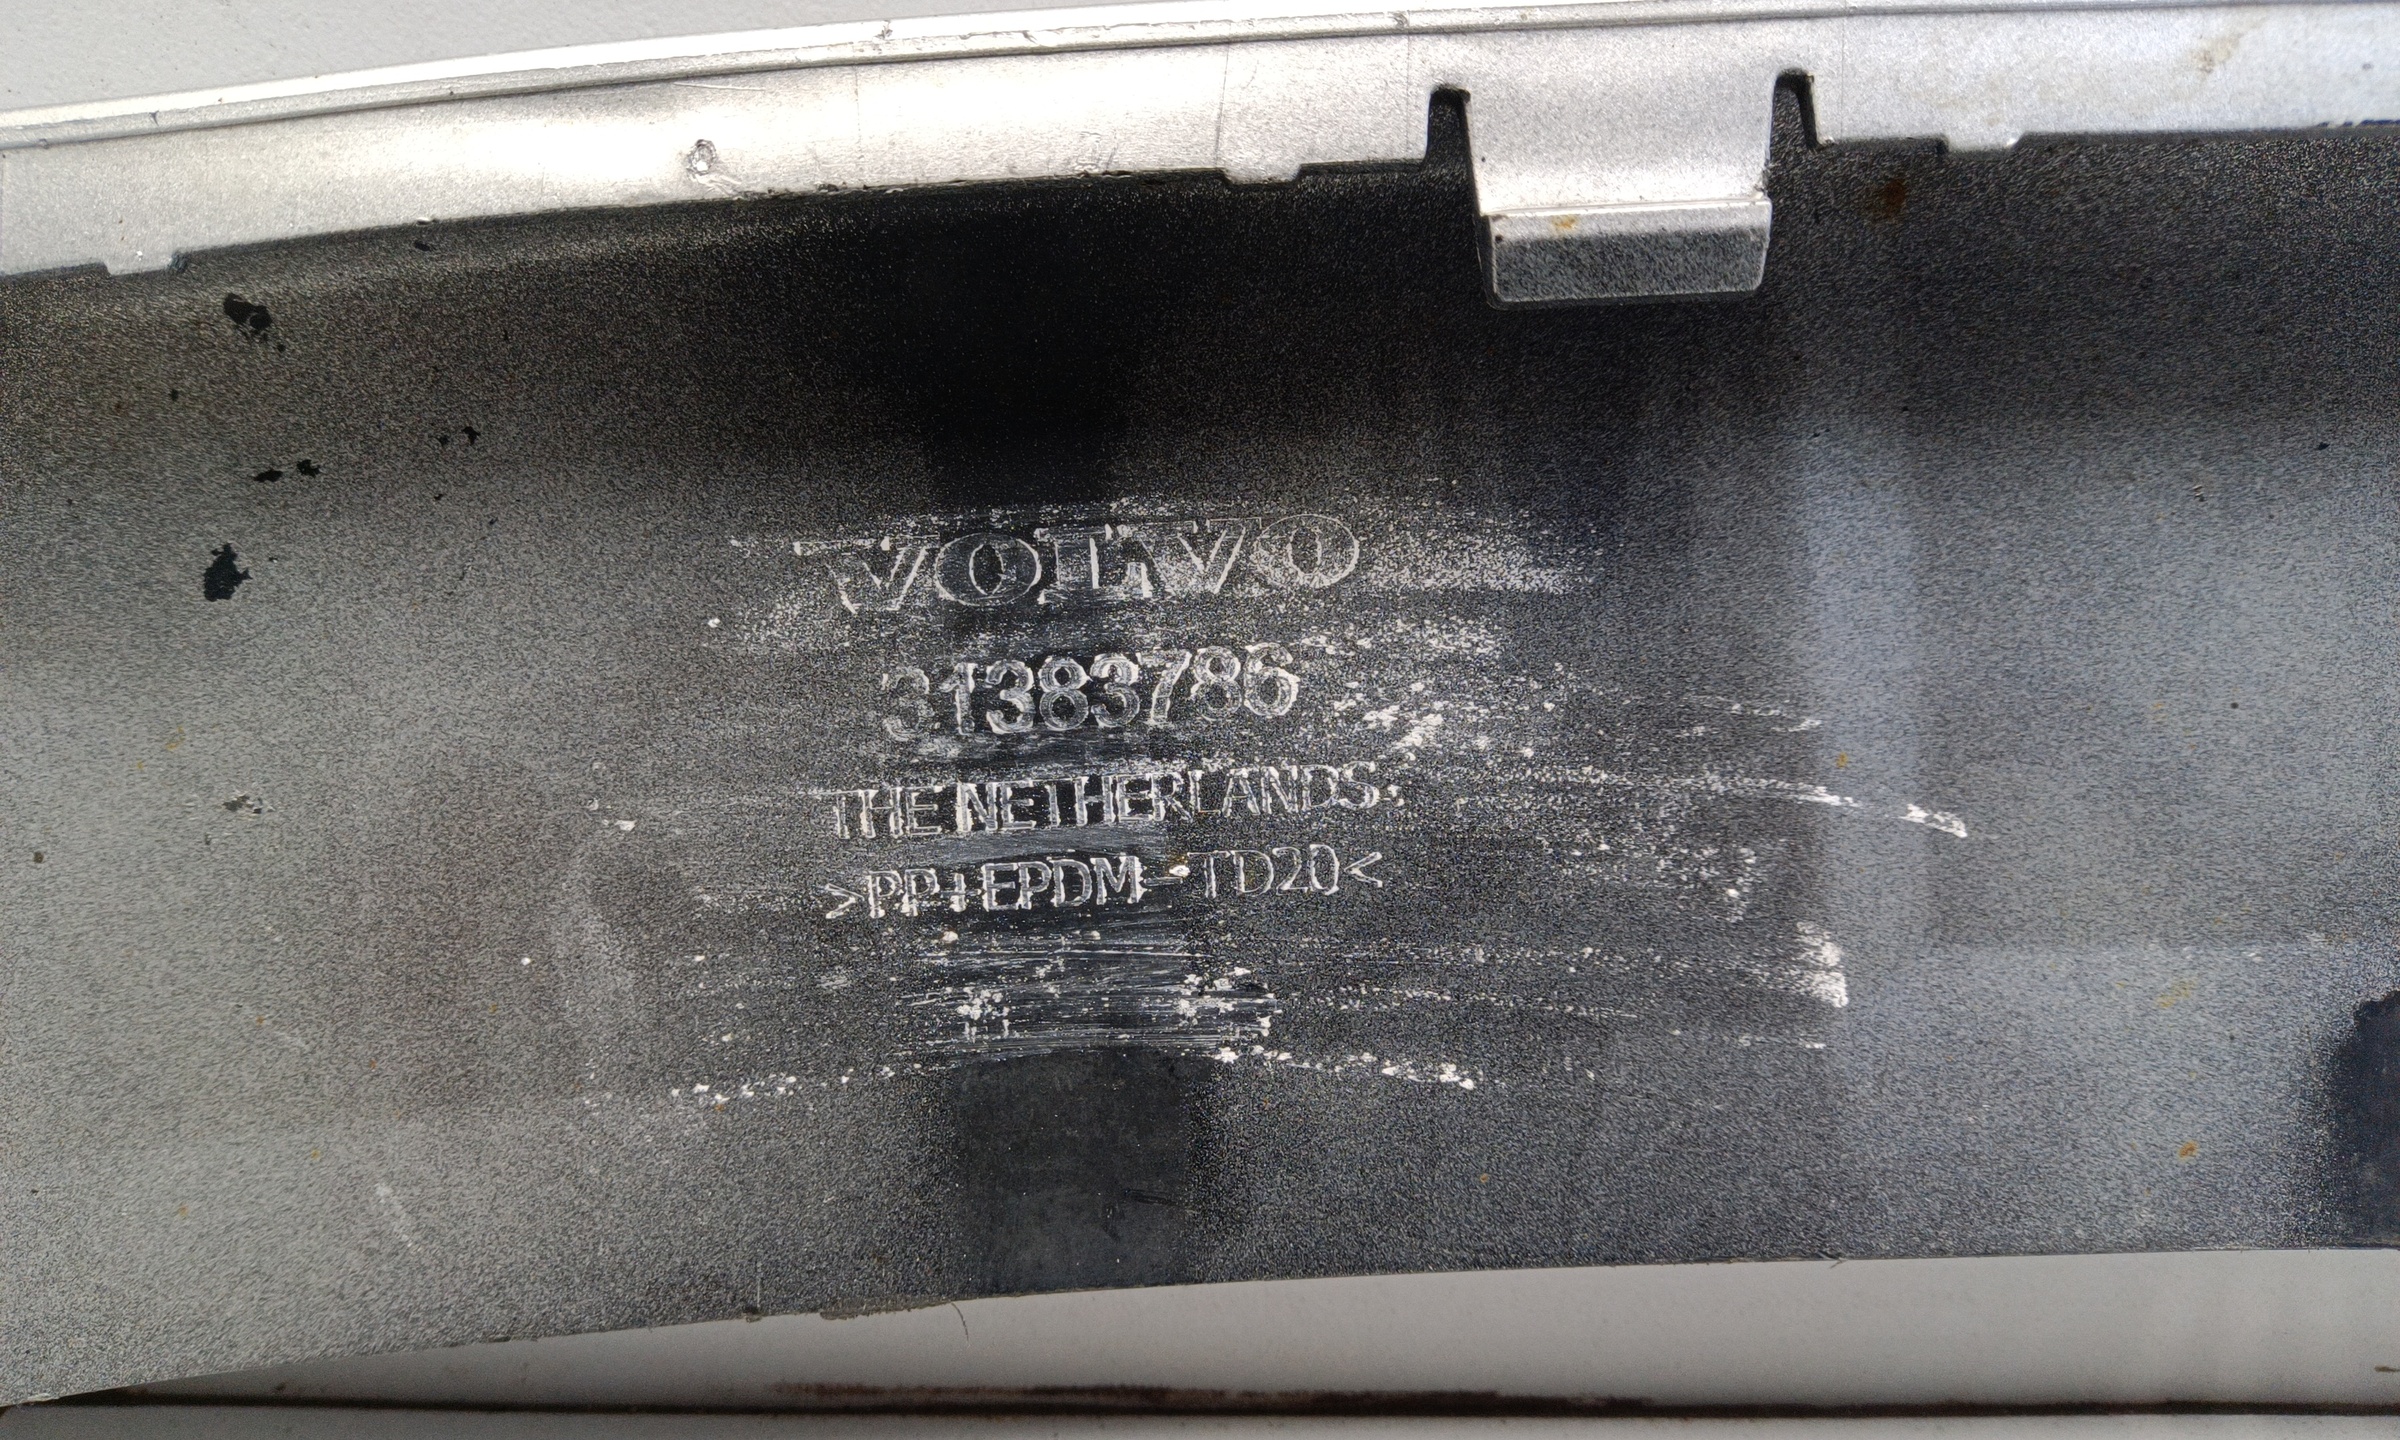 VOLVO
31383786
THE NETHERLANDS
>PP+EPDM-TD20<